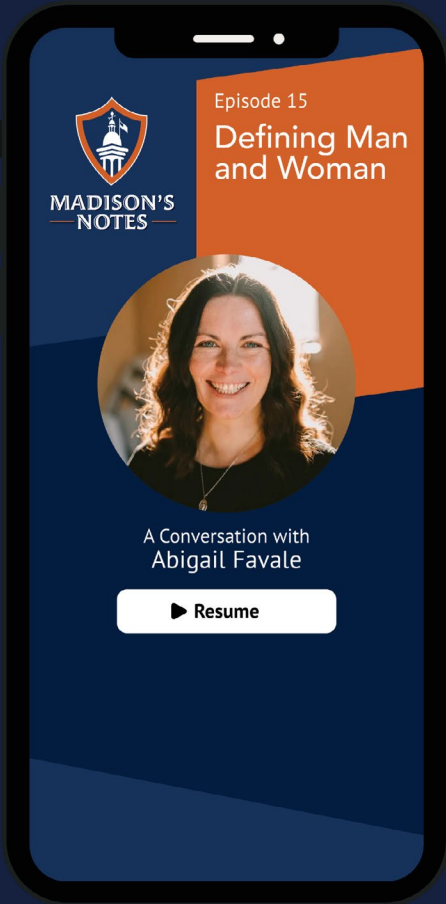 Episode 15
Defining Man
and Woman
MADISON'S
NOTES
A Conversation with
Abigail Favale
Resume